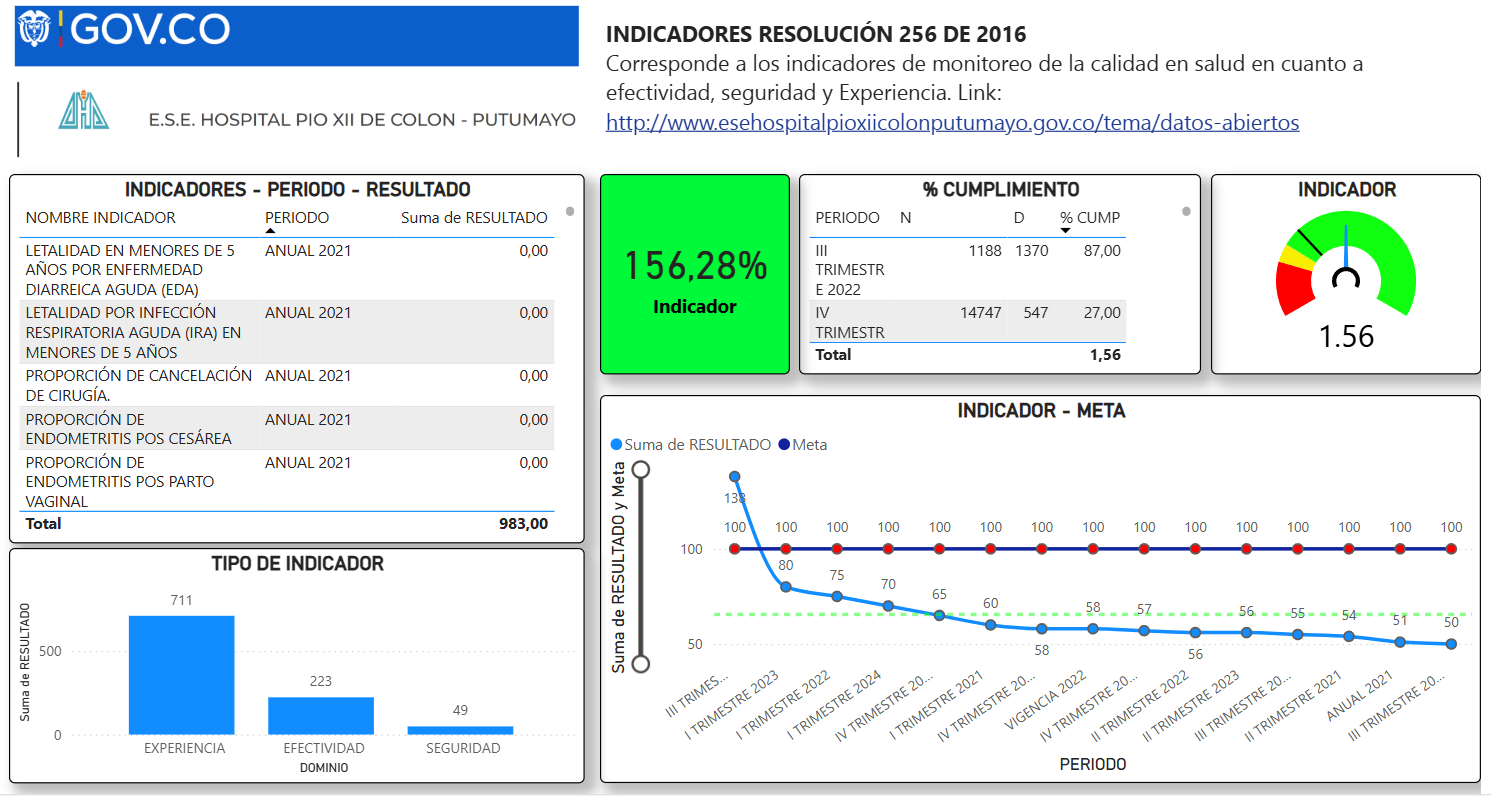 GOV.CO
E.S.E. HOSPITAL PIO XII DE COLON - PUTUMAYO
INDICADORES RESOLUCIÓN 256 DE 2016
Corresponde a los indicadores de monitoreo de la calidad en salud en cuanto a
efectividad, seguridad y Experiencia. Link:
http://www.esehospitalpioxiicolonputumayo.gov.co/tema/datos-abiertos
INDICADORES - PERIODO - RESULTADO
NOMBRE INDICADOR PERIODO Suma de RESULTADO
LETALIDAD EN MENORES DE 5 ANUAL 2021 0,00
AÑOS POR ENFERMEDAD
DIARREICA AGUDA (EDA)
LETALIDAD POR INFECCIÓN ANUAL 2021 0,00
RESPIRATORIA AGUDA (IRA) EN
MENORES DE 5 AÑOS
PROPORCIÓN DE CANCELACIÓN ANUAL 2021 0,00
DE CIRUGÍA.
PROPORCIÓN DE ANUAL 2021 0,00
ENDOMETRITIS POS CESÁREA
PROPORCIÓN DE ANUAL 2021 0,00
ENDOMETRITIS POS PARTO
VAGINAL
Total 983,00
156,28%
Indicador
% CUMPLIMIENTO
PERIODO N D % CUMP
III 1188 1370 87,00
TRIMESTR
E 2022
IV 14747 547 27,00
TRIMESTR
Total 1,56
INDICADOR
1.56
TIPO DE INDICADOR
Suma de RESULTADO
500
0
711
223
49
EXPERIENCIA EFECTIVIDAD SEGURIDAD
DOMINIO
INDICADOR - META
Suma de RESULTADO Meta
Suma de RESULTADO y Meta
138
100 100 100 100 100 100 100 100 100 100 100 100 100 100 100
100
80 75 70 65 60 58 58 57 56 56 55 54 51 50
50
III TRIMES...
I TRIMESTRE 2023
I TRIMESTRE 2022
I TRIMESTRE 2024
IV TRIMESTRE 20...
I TRIMESTRE 2021
IV TRIMESTRE 20...
VIGENCIA 2022
IV TRIMESTRE 20...
II TRIMESTRE 2022
II TRIMESTRE 2023
III TRIMESTRE 20...
II TRIMESTRE 2021
ANUAL 2021
III TRIMESTRE 20...
PERIODO